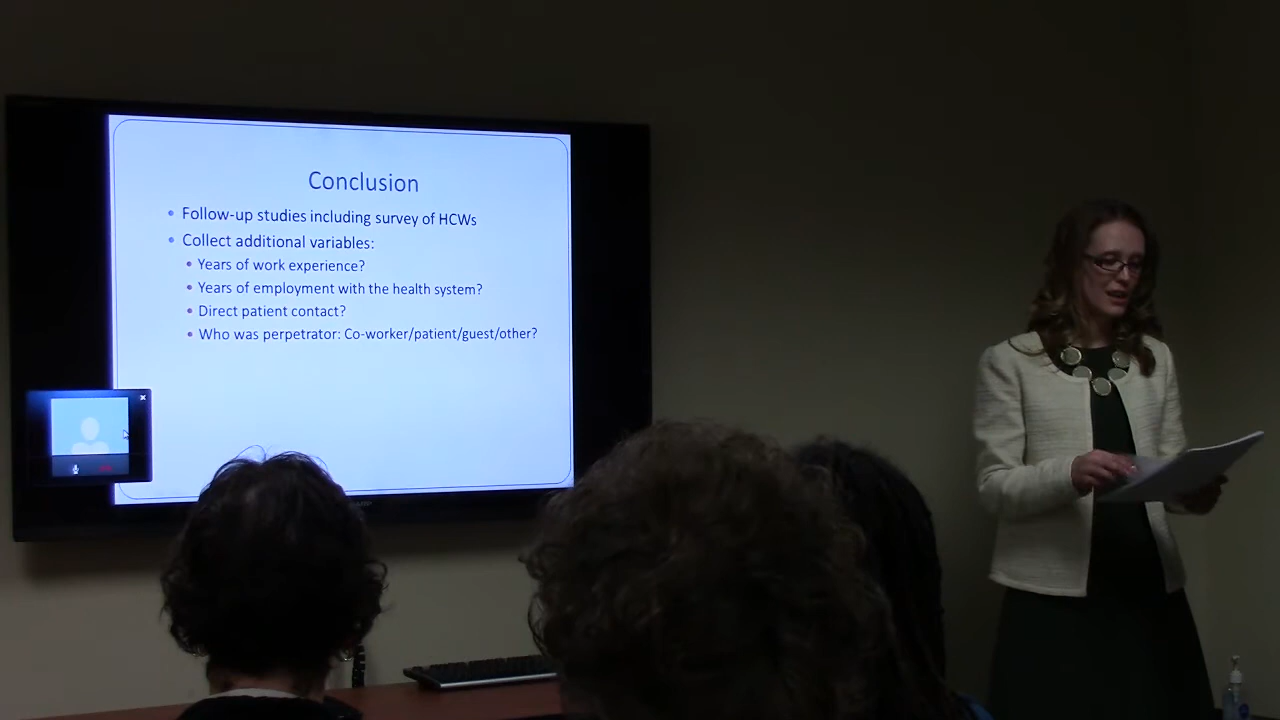 Conclusion
• Follow-up studies including survey of HCWs
• Collect additional variables:
• Years of work experience?
• Years of employment with the health system?
• Direct patient contact?
• Who was perpetrator: Co-worker/patient/guest/other?